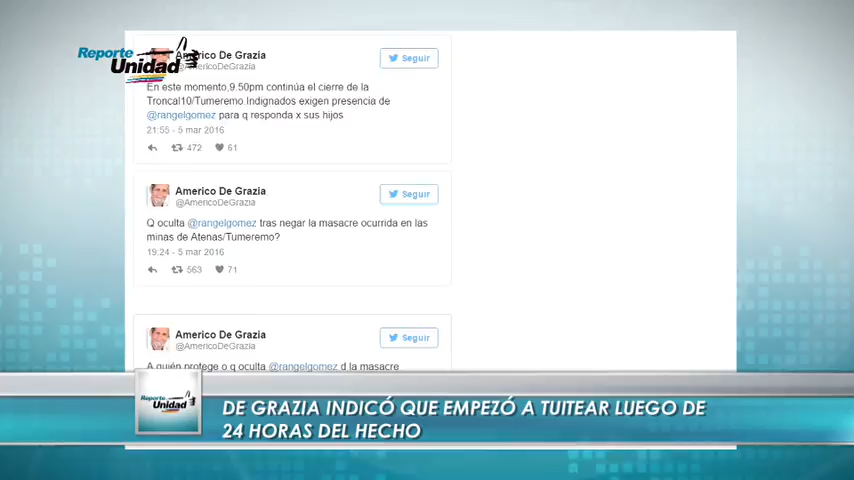 Reporte
Unidad
Americo De Grazia
@AmericoDeGrazia
Seguir
En este momento,9.50pm continúa el cierre de la
Troncal10/Tumeremo.Indignados exigen presencia de
@rangelgomez para q responda x sus hijos
21:55 - 5 mar 2016
472 61
Americo De Grazia
@AmericoDeGrazia
Seguir
Q oculta @rangelgomez tras negar la masacre ocurrida en las
minas de Atenas/Tumeremo?
19:24 - 5 mar 2016
563 71
Americo De Grazia
@AmericoDeGrazia
Seguir
A quién protege o q oculta @rangelgomez d la masacre
Reporte
Unidad
DE GRAZIA INDICÓ QUE EMPEZÓ A TUITEAR LUEGO DE
24 HORAS DEL HECHO